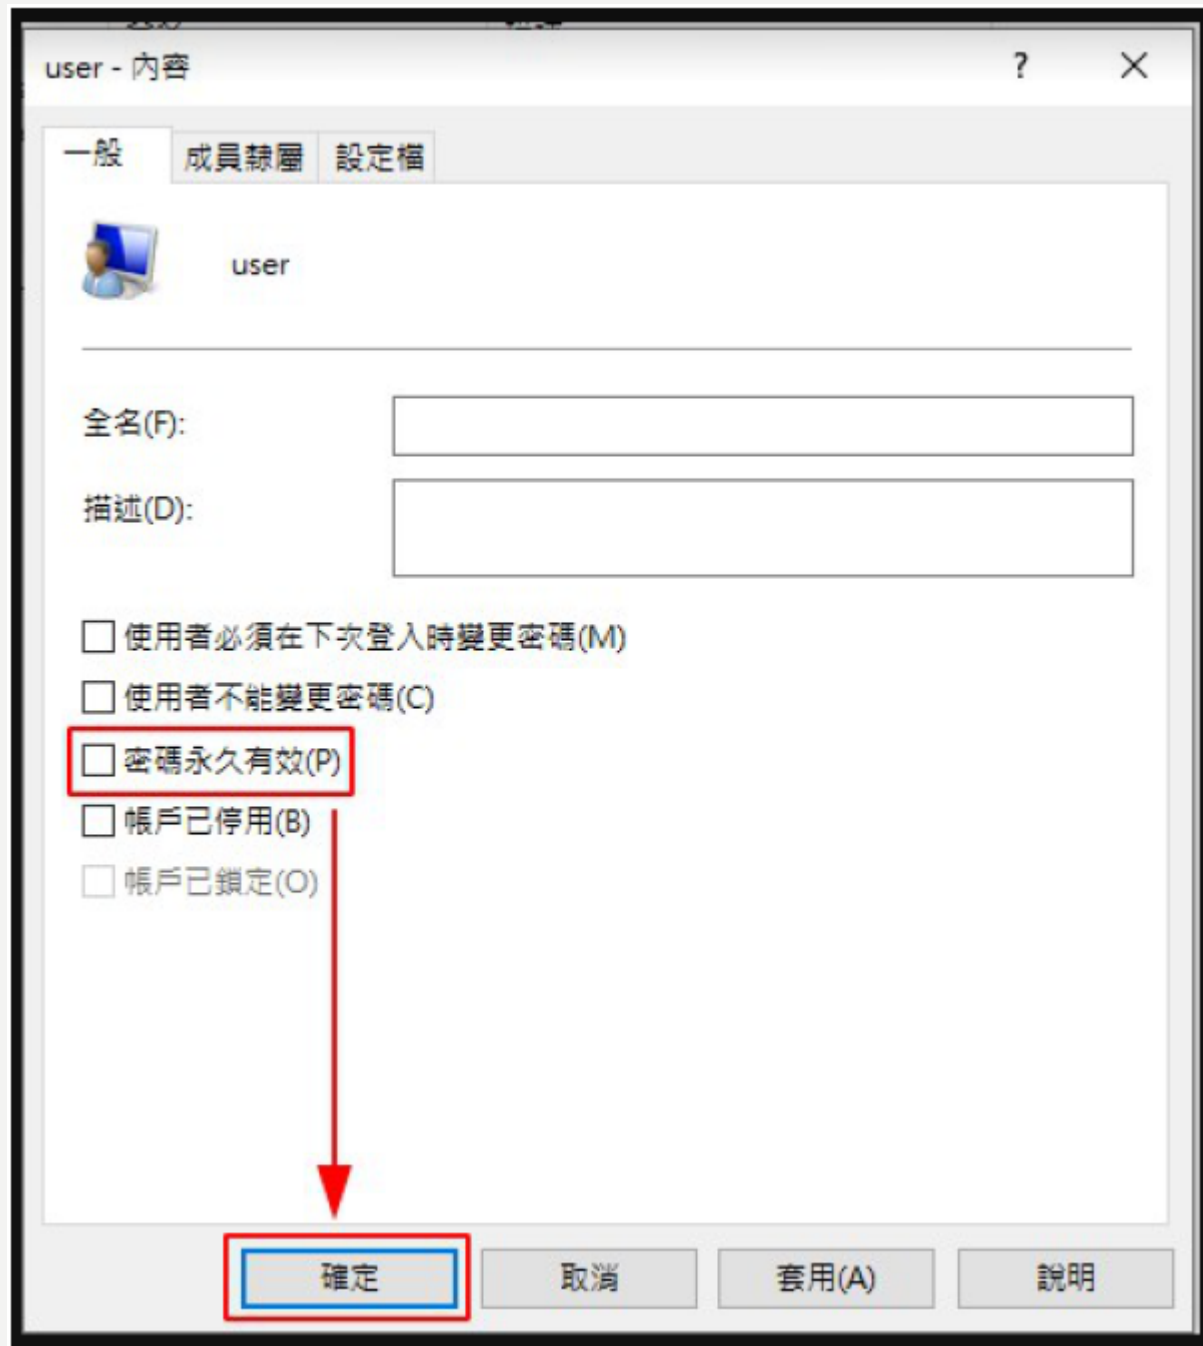 user - 內容
一般 成員隸屬 設定檔
user
全名(F):
描述(D):
使用者必須在下次登入時變更密碼(M)
使用者不能變更密碼(C)
密碼永久有效(P)
帳戶已停用(B)
帳戶已鎖定(O)
確定 取消 套用(A) 說明